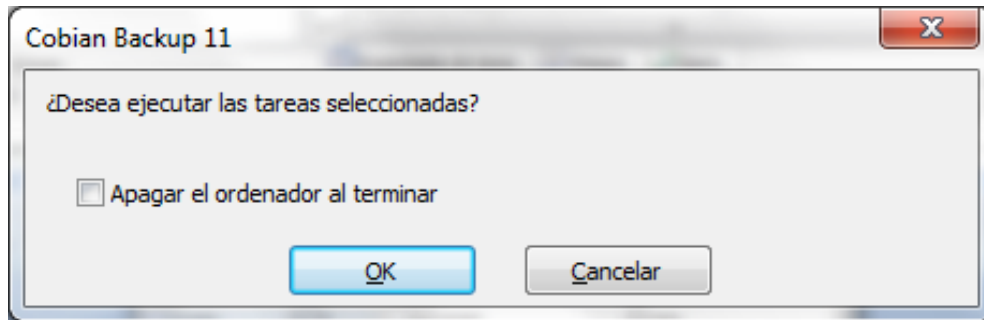 Cobian Backup 11
¿Desea ejecutar las tareas seleccionadas?
Apagar el ordenador al terminar
OK
Cancelar